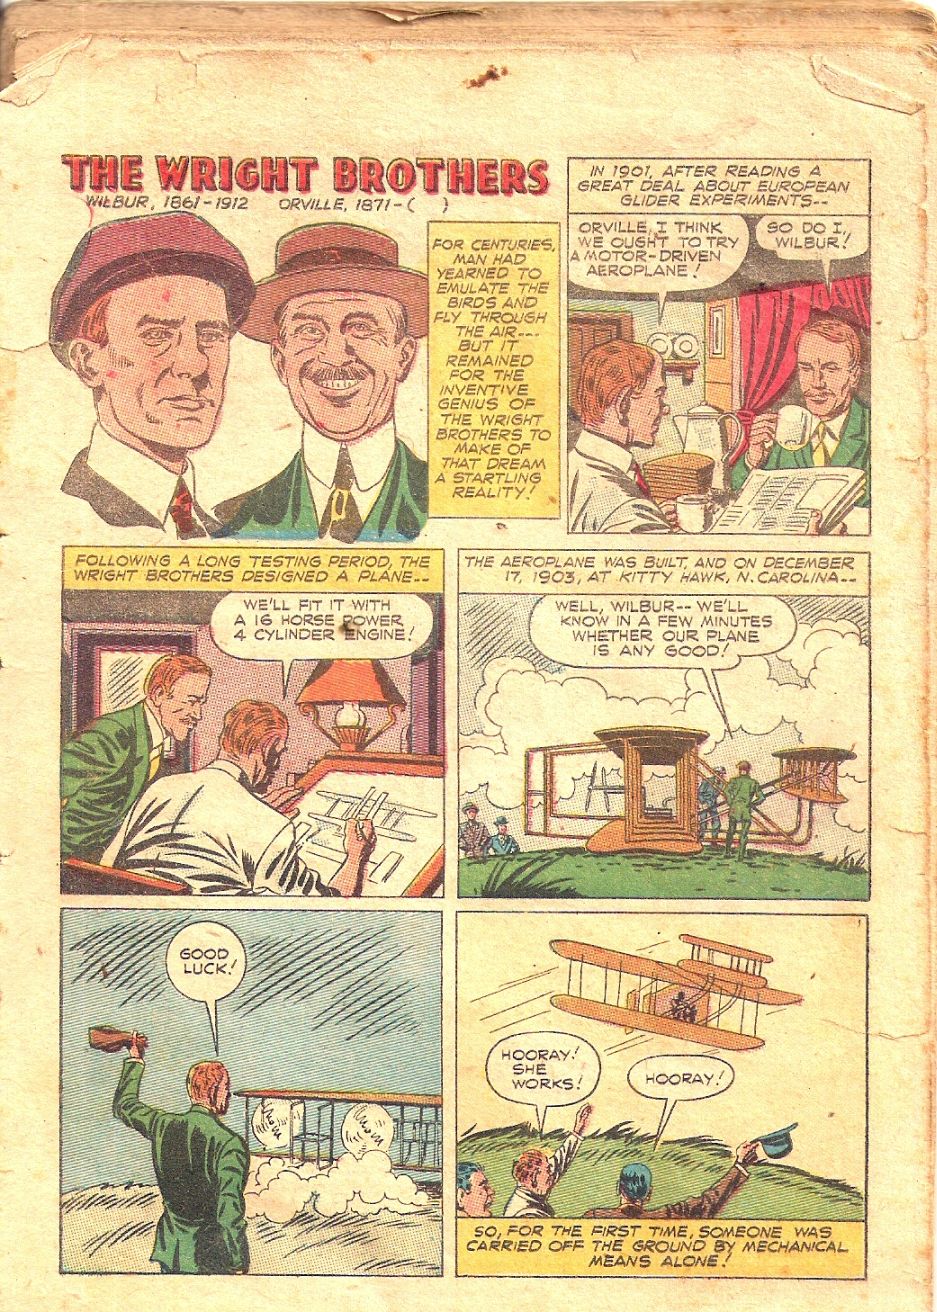 THE WRIGHT BROTHERS
WILBUR, 1861-1912 ORVILLE, 1871-( )
FOR CENTURIES,
MAN HAD
YEARNED TO
EMULATE THE
BIRDS AND
FLY THROUGH
THE AIR---
BUT IT
REMAINED
FOR THE
INVENTIVE
GENIUS OF
THE WRIGHT
BROTHERS TO
MAKE OF
THAT DREAM
A STARTLING
REALITY!
IN 1901, AFTER READING A
GREAT DEAL ABOUT EUROPEAN
GLIDER EXPERIMENTS--
ORVILLE, I THINK
WE OUGHT TO TRY
A MOTOR-DRIVEN
AEROPLANE!
SO DO I,
WILBUR!
FOLLOWING A LONG TESTING PERIOD, THE
WRIGHT BROTHERS DESIGNED A PLANE--
WE'LL FIT IT WITH
A 16 HORSE POWER
4 CYLINDER ENGINE!
THE AEROPLANE WAS BUILT, AND ON DECEMBER
17, 1903, AT KITTY HAWK, N. CAROLINA--
WELL, WILBUR-- WE'LL
KNOW IN A FEW MINUTES
WHETHER OUR PLANE
IS ANY GOOD!
GOOD
LUCK!
HOORAY!
SHE
WORKS!
HOORAY!
SO, FOR THE FIRST TIME, SOMEONE WAS
CARRIED OFF THE GROUND BY MECHANICAL
MEANS ALONE!